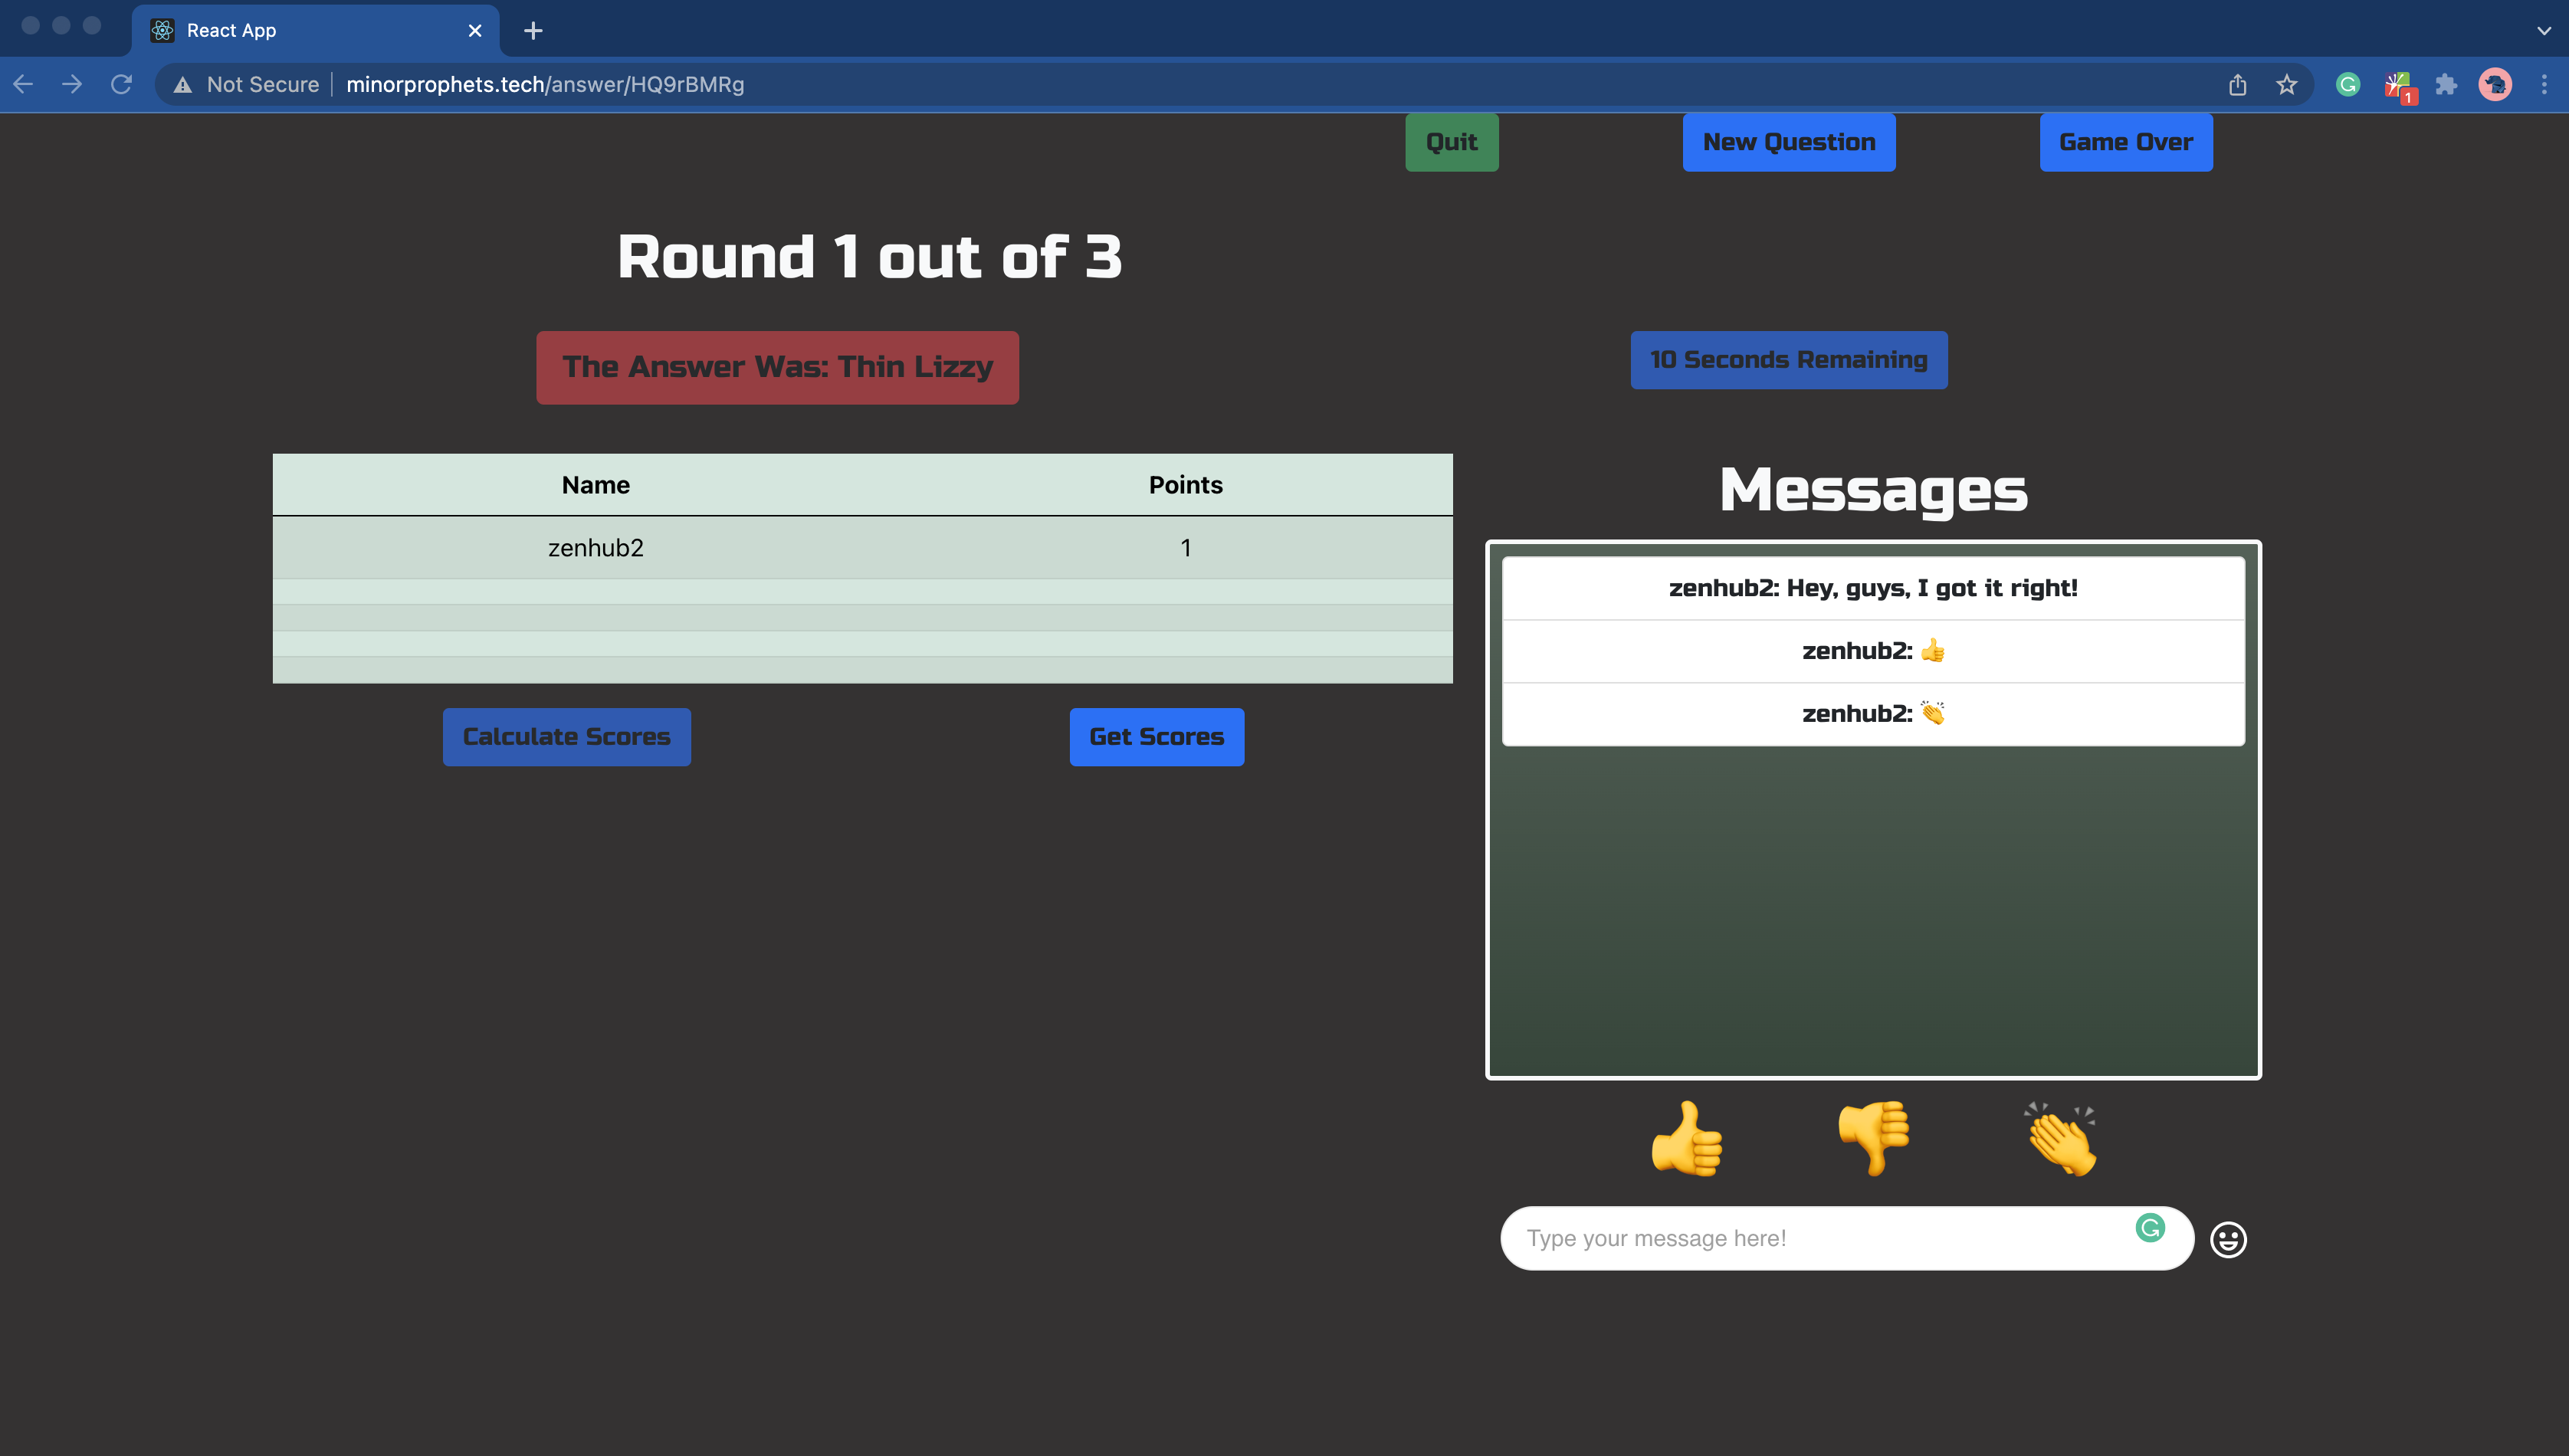 React App
Not Secure
minorprophets.tech/answer/HQ9rBMRg
1
Quit
New Question
Game Over
Round 1 out of 3
The Answer Was: Thin Lizzy
10 Seconds Remaining
Name Points
zenhub2 1
Calculate Scores
Get Scores
Messages
zenhub2: Hey, guys, I got it right!
zenhub2: 👍
zenhub2: 👏
👍 👎 👏
Type your message here!